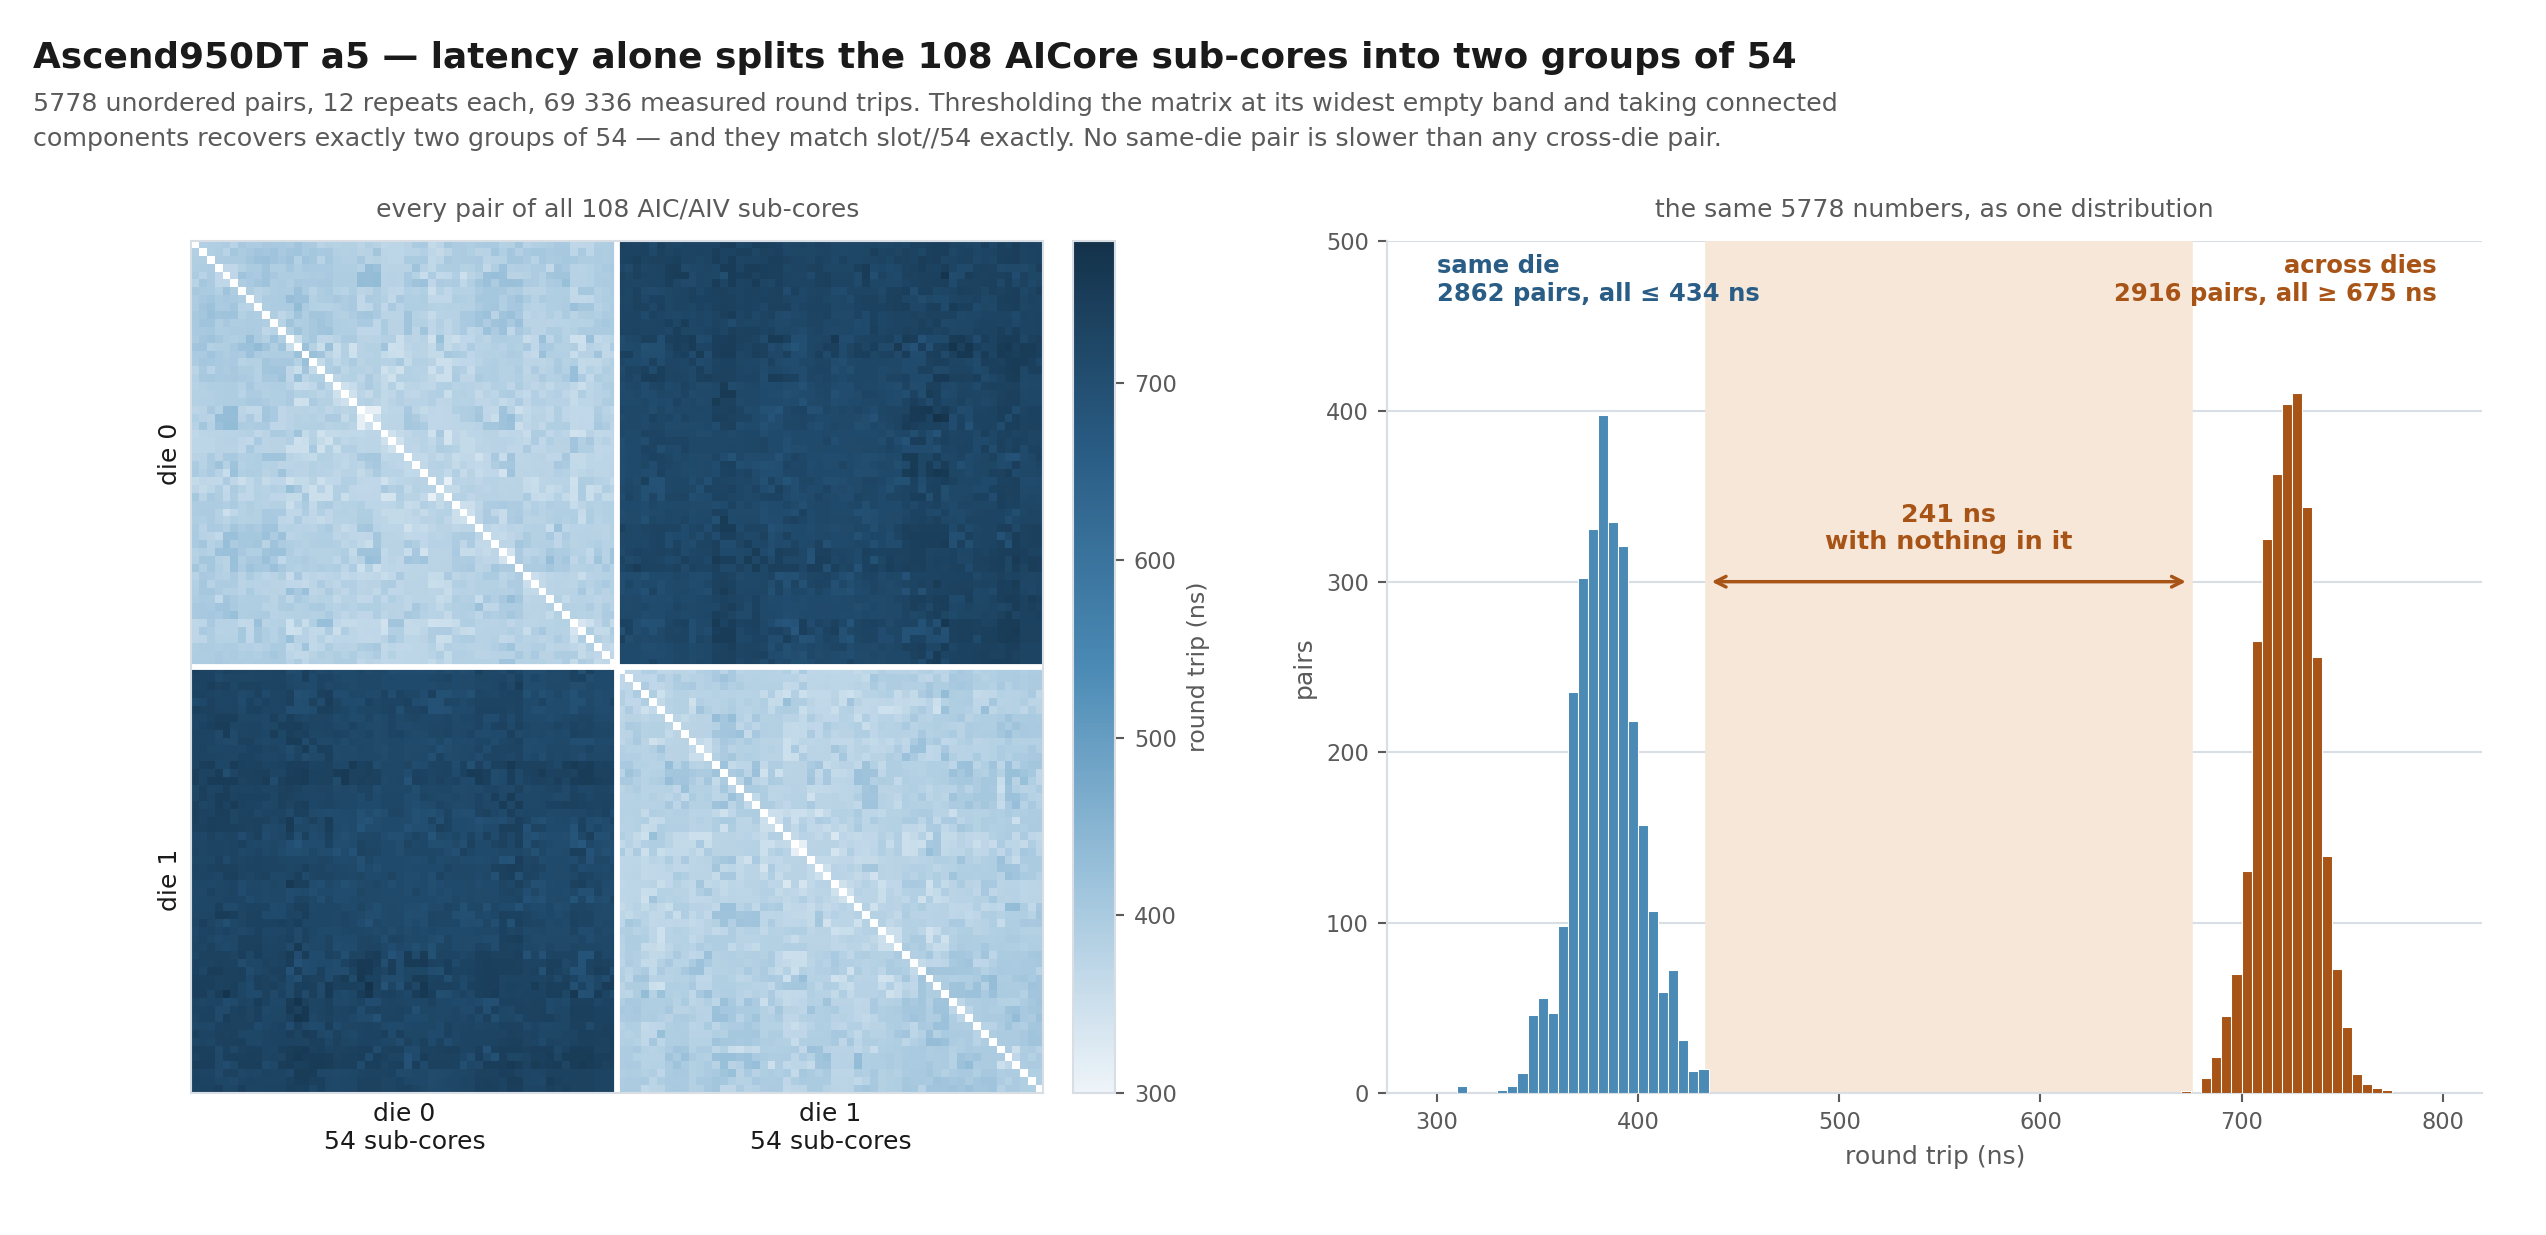 Ascend950DT a5 — latency alone splits the 108 AICore sub-cores into two groups of 54
5778 unordered pairs, 12 repeats each, 69 336 measured round trips. Thresholding the matrix at its widest empty band and taking connected
components recovers exactly two groups of 54 — and they match slot//54 exactly. No same-die pair is slower than any cross-die pair.
every pair of all 108 AIC/AIV sub-cores
die 0
die 1
die 0
54 sub-cores
die 1
54 sub-cores
700
600
500
400
300
round trip (ns)
the same 5778 numbers, as one distribution
same die
2862 pairs, all ≤ 434 ns
across dies
2916 pairs, all ≥ 675 ns
241 ns
with nothing in it
500
400
300
200
100
0
pairs
300
400
500
600
700
800
round trip (ns)